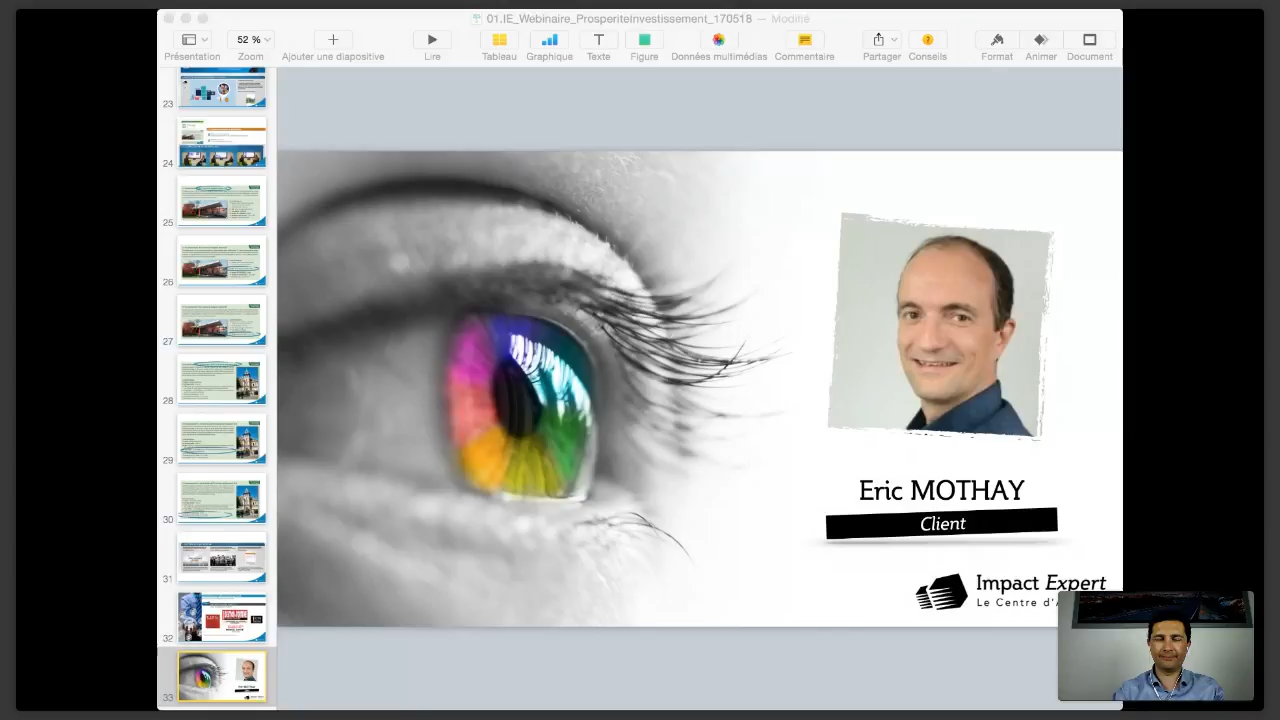 01.IE_Webinaire_ProsperiteInvestissement_170518 — Modifié
52 %
Présentation Zoom Ajouter une diapositive Lire Tableau Graphique Texte Figure Données multimédias Commentaire Partager Conseils Format Animer Document
23
24
25
26
27
28
29
30
31
32
33
Eric MOTHAY
Client
Impact Expert
Le Centre d'